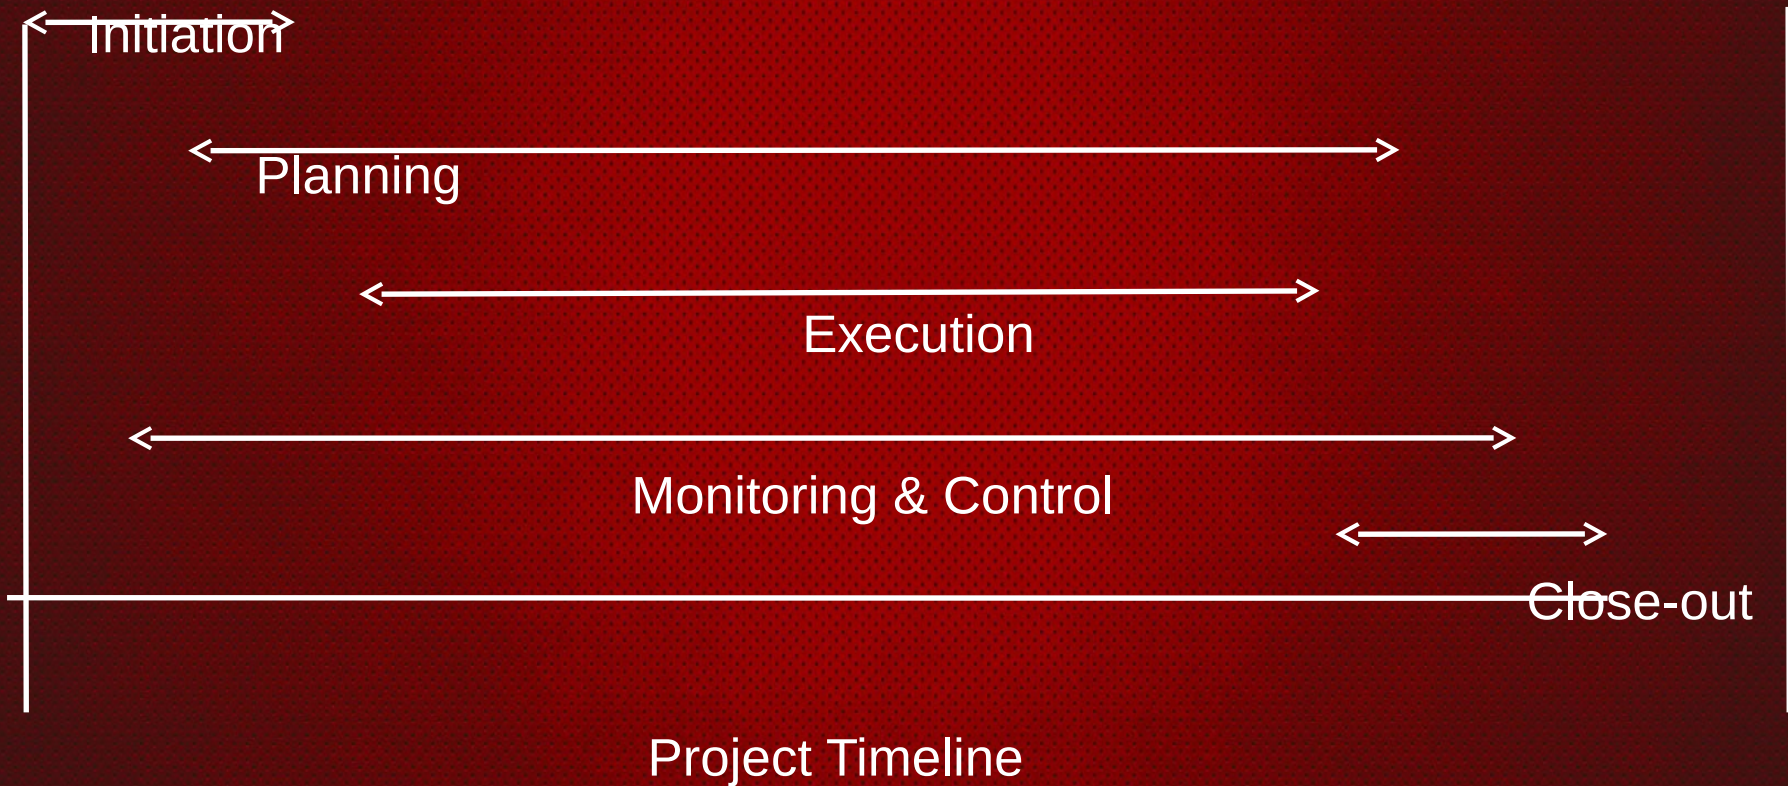 Initiation
Planning
Execution
Monitoring & Control
Close-out
Project Timeline